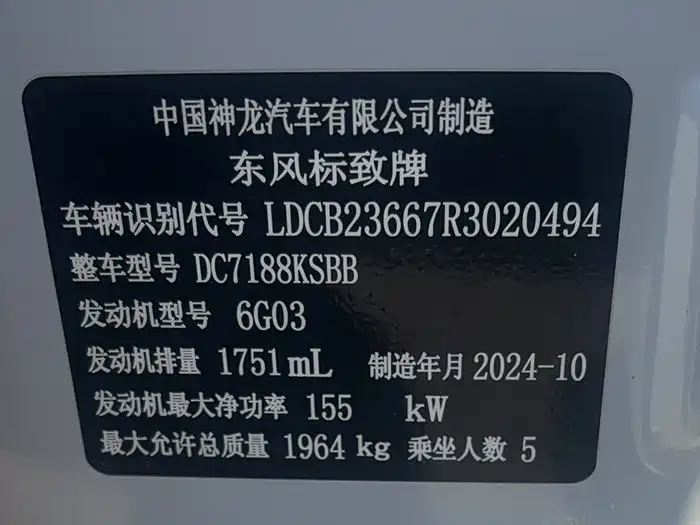 中国神龙汽车有限公司制造
东风标致牌
车辆识别代号 LDCB23667R3020494
整车型号 DC7188KSBB
发动机型号 6G03
发动机排量 1751mL 制造年月 2024-10
发动机最大净功率 155 kW
最大允许总质量 1964 kg 乘坐人数 5